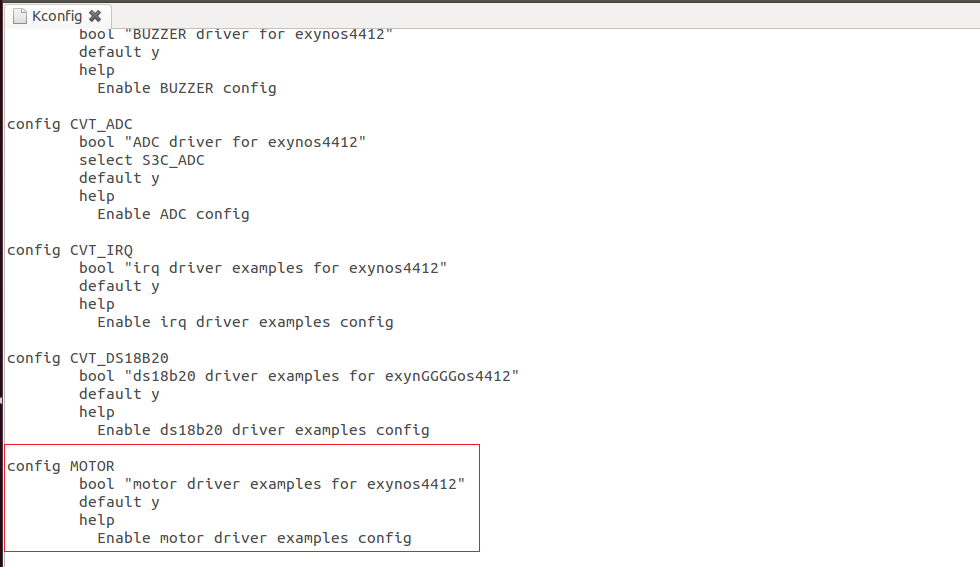 Kconfig
bool "BUZZER driver for exynos4412"
default y
help
Enable BUZZER config
config CVT_ADC
bool "ADC driver for exynos4412"
select S3C_ADC
default y
help
Enable ADC config
config CVT_IRQ
bool "irq driver examples for exynos4412"
default y
help
Enable irq driver examples config
config CVT_DS18B20
bool "ds18b20 driver examples for exynGGGGos4412"
default y
help
Enable ds18b20 driver examples config
config MOTOR
bool "motor driver examples for exynos4412"
default y
help
Enable motor driver examples config